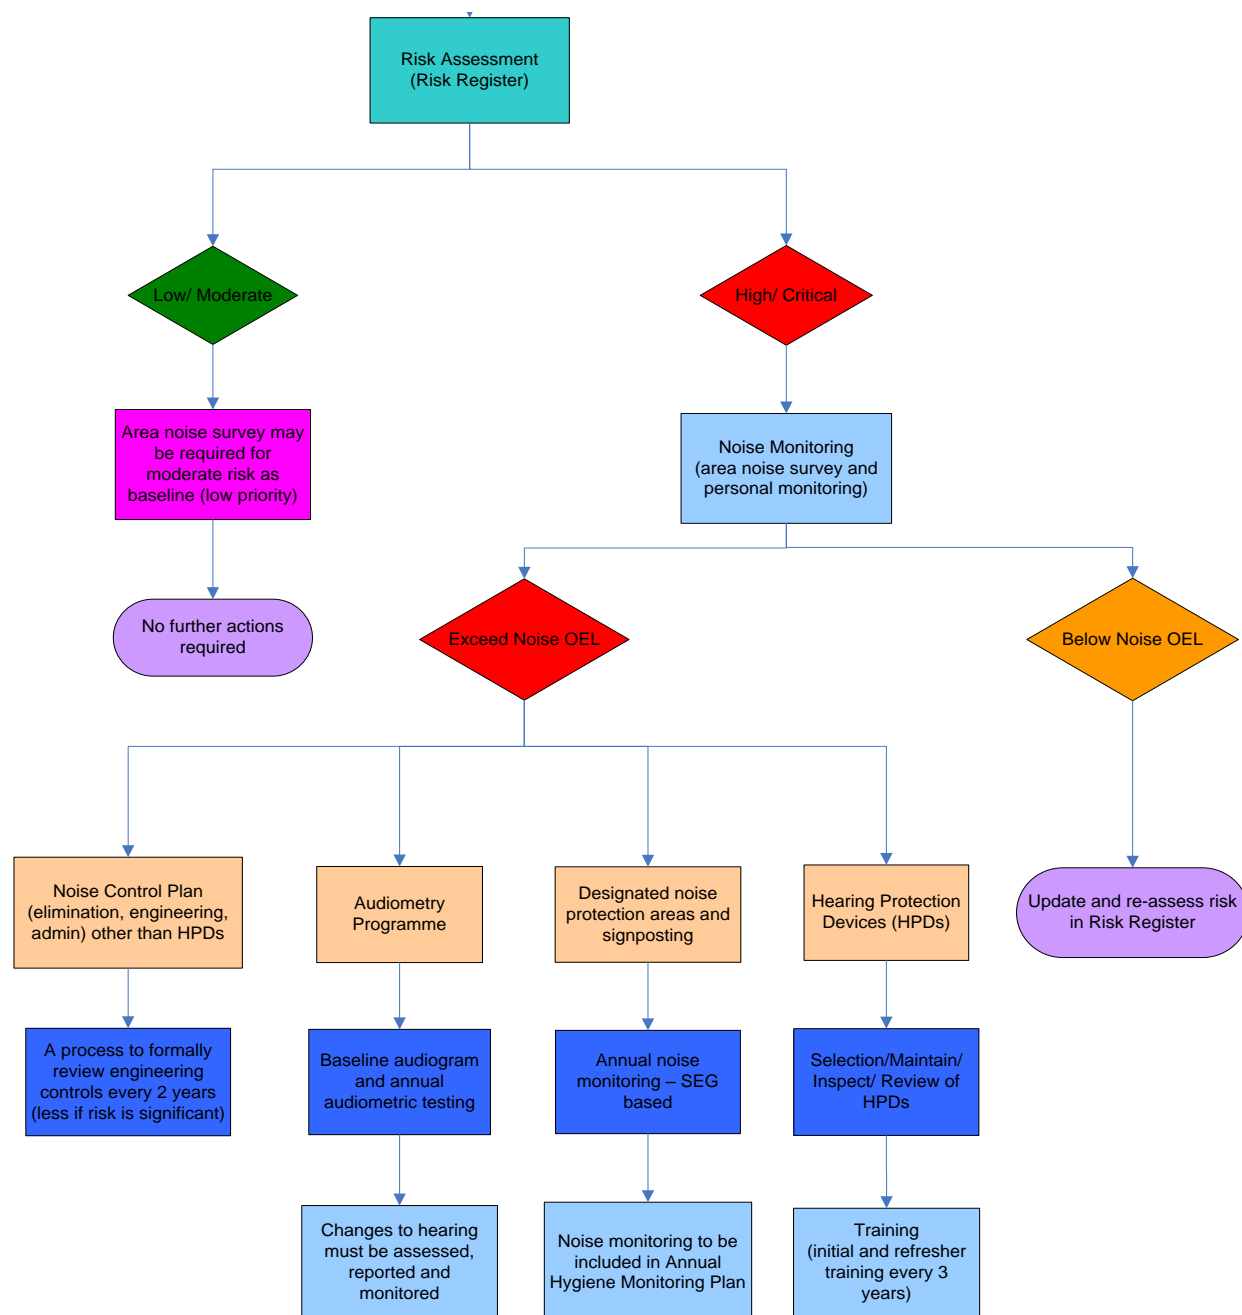 Risk Assessment
(Risk Register)
Low/ Moderate
High/ Critical
Area noise survey may
be required for
moderate risk as
baseline (low priority)
Noise Monitoring
(area noise survey and
personal monitoring)
No further actions
required
Exceed Noise OEL
Below Noise OEL
Noise Control Plan
(elimination, engineering,
admin) other than HPDs
Audiometry
Programme
Designated noise
protection areas and
signposting
Hearing Protection
Devices (HPDs)
Update and re-assess risk
in Risk Register
A process to formally
review engineering
controls every 2 years
(less if risk is significant)
Baseline audiogram
and annual
audiometric testing
Annual noise
monitoring – SEG
based
Selection/Maintain/
Inspect/ Review of
HPDs
Changes to hearing
must be assessed,
reported and
monitored
Noise monitoring to be
included in Annual
Hygiene Monitoring Plan
Training
(initial and refresher
training every 3
years)